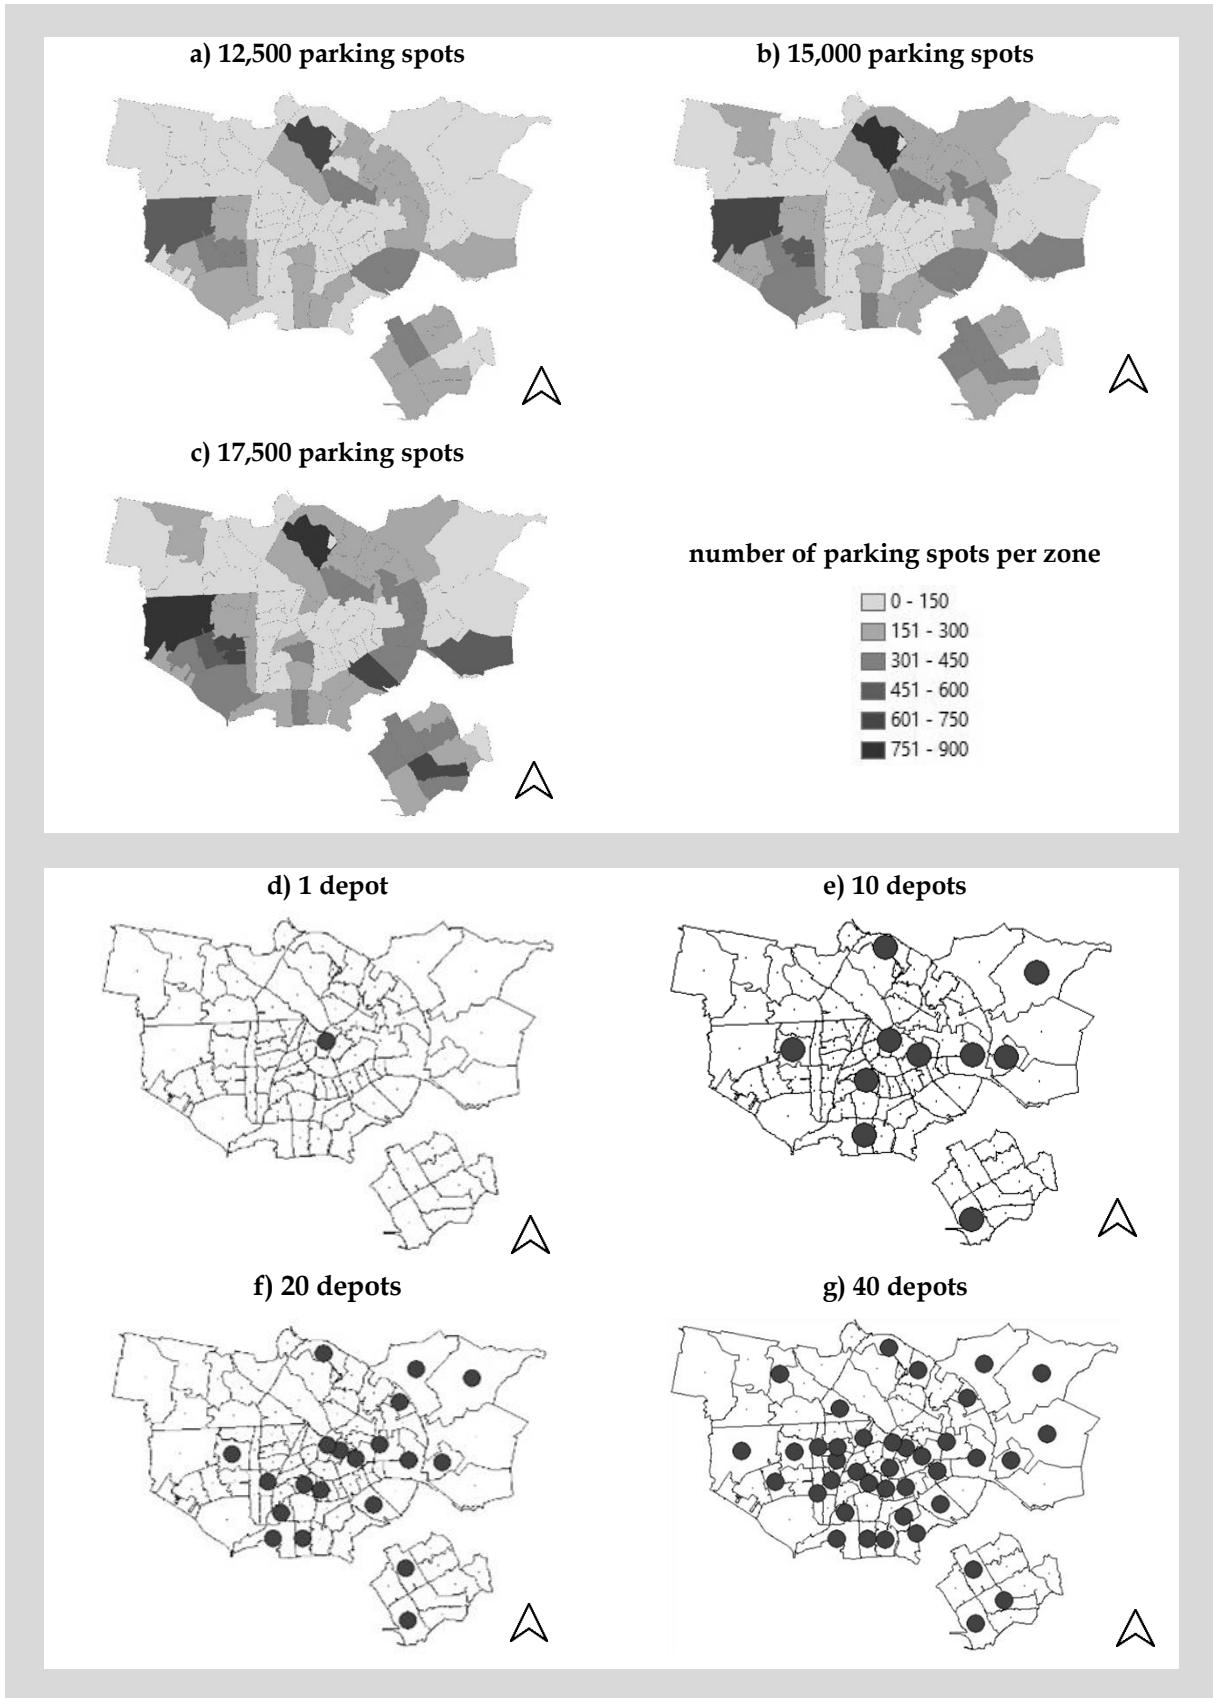 a) 12,500 parking spots
b) 15,000 parking spots
c) 17,500 parking spots
number of parking spots per zone
0 - 150
151 - 300
301 - 450
451 - 600
601 - 750
751 - 900
d) 1 depot
e) 10 depots
f) 20 depots
g) 40 depots